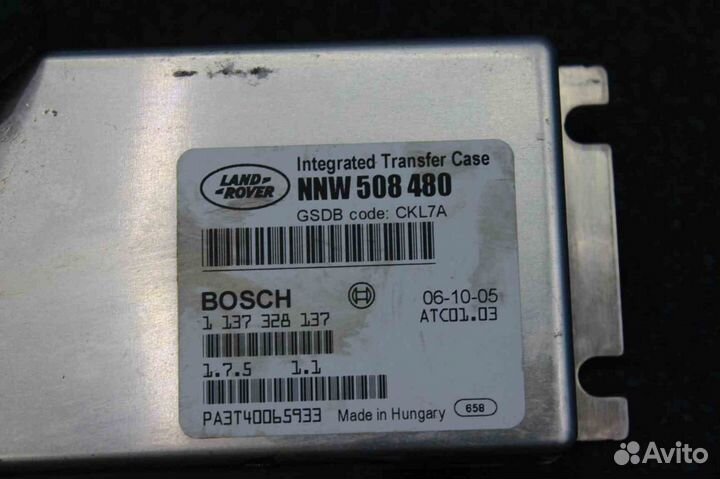 LAND-
-ROVER
Integrated Transfer Case
NNW 508 480
GSDB code: CKL7A
BOSCH
06-10-05
1 137 328 137
ATC01.03
1.7.5 1.1
PA3T40065933 Made in Hungary 658
Avito